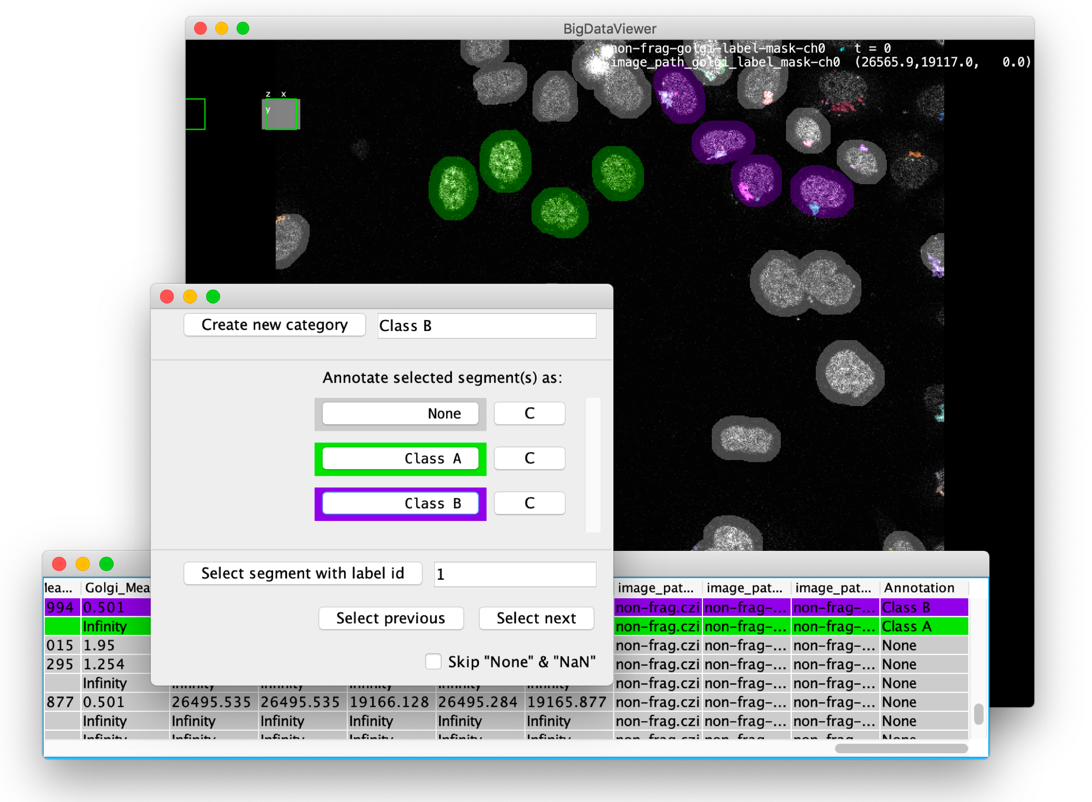 BigDataViewer
non-frag-golgi-label-mask-ch0 t = 0
image_path_golgi_label_mask-ch0 (26565.9,19117.0, 0.0)
z x
y
Create new category Class B
Annotate selected segment(s) as:
None C
Class A C
Class B C
Select segment with label id 1
Select previous Select next
Skip "None" & "NaN"
Golgi_Mea image_pat... image_pat... image_pat... Annotation
994 0.501 non-frag.czi non-frag-... non-frag-... Class B
Infinity non-frag.czi non-frag-... non-frag-... Class A
015 1.95 non-frag.czi non-frag-... non-frag-... None
295 1.254 non-frag.czi non-frag-... non-frag-... None
Infinity Infinity Infinity Infinity Infinity Infinity non-frag.czi non-frag-... non-frag-... None
877 0.501 26495.535 26495.535 19166.128 26495.284 19165.877 non-frag.czi non-frag-... non-frag-... None
Infinity Infinity Infinity Infinity Infinity Infinity non-frag.czi non-frag-... non-frag-... None
Infinity Infinity Infinity Infinity Infinity Infinity non-frag.czi non-frag-... non-frag-... None